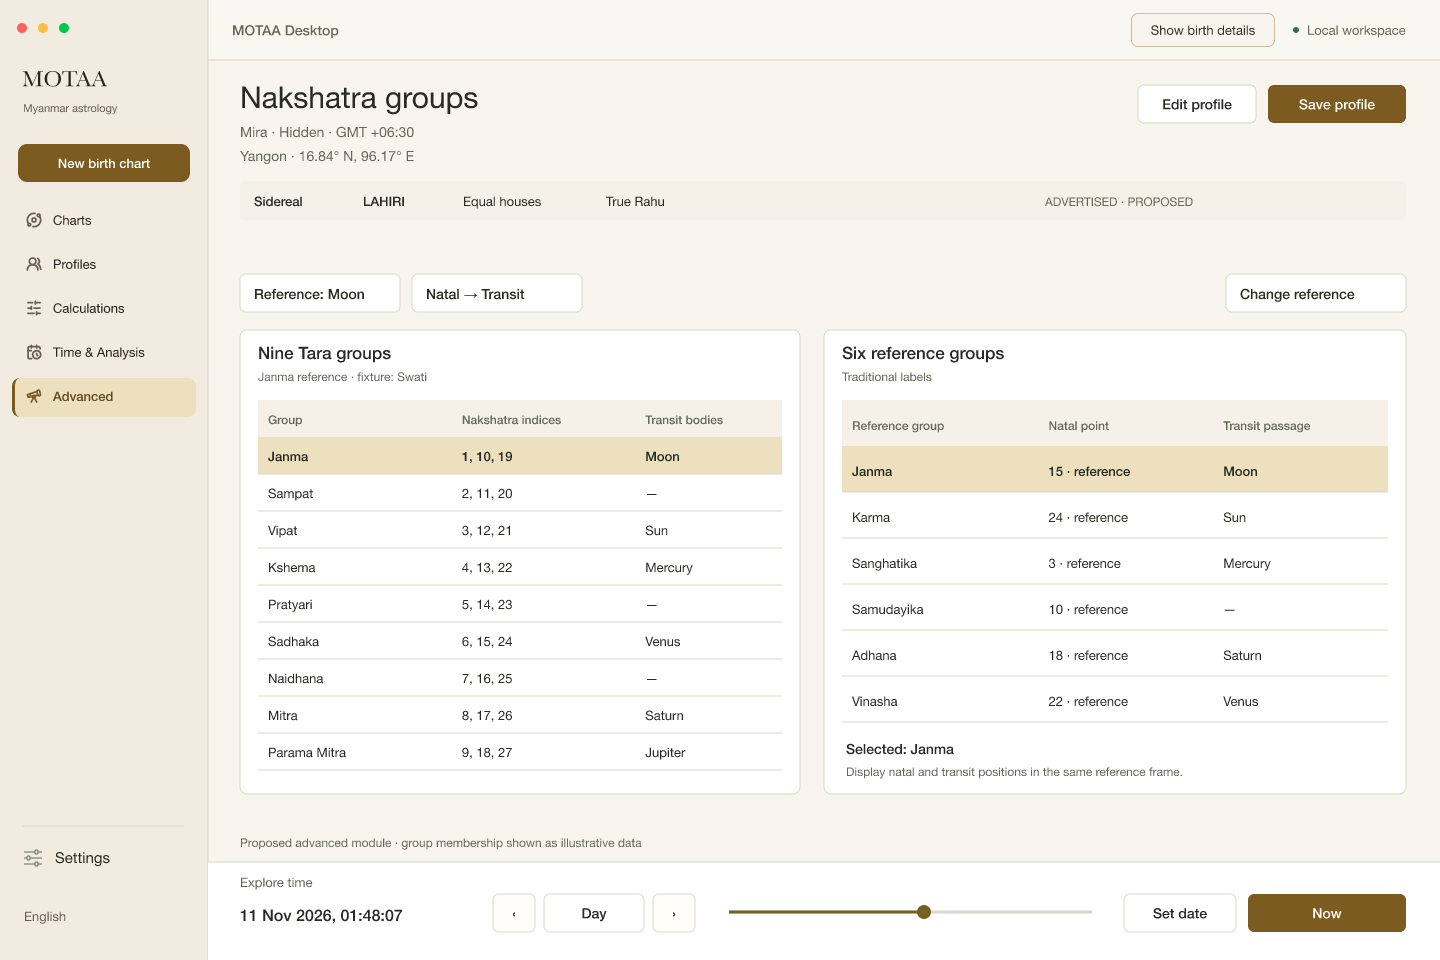 MOTAA
Myanmar astrology
New birth chart
Charts
Profiles
Calculations
Time & Analysis
Advanced
Settings
English
MOTAA Desktop
Show birth details
Local workspace
Nakshatra groups
Mira · Hidden · GMT +06:30
Yangon · 16.84° N, 96.17° E
Edit profile
Save profile
Sidereal LAHIRI Equal houses True Rahu ADVERTISED · PROPOSED
Reference: Moon
Natal → Transit
Change reference
Nine Tara groups
Janma reference · fixture: Swati
Group Nakshatra indices Transit bodies
Janma 1, 10, 19 Moon
Sampat 2, 11, 20 —
Vipat 3, 12, 21 Sun
Kshema 4, 13, 22 Mercury
Pratyari 5, 14, 23 —
Sadhaka 6, 15, 24 Venus
Naidhana 7, 16, 25 —
Mitra 8, 17, 26 Saturn
Parama Mitra 9, 18, 27 Jupiter
Six reference groups
Traditional labels
Reference group Natal point Transit passage
Janma 15 · reference Moon
Karma 24 · reference Sun
Sanghatika 3 · reference Mercury
Samudayika 10 · reference —
Adhana 18 · reference Saturn
Vinasha 22 · reference Venus
Selected: Janma
Display natal and transit positions in the same reference frame.
Proposed advanced module · group membership shown as illustrative data
Explore time
11 Nov 2026, 01:48:07
‹ Day ›
Set date
Now